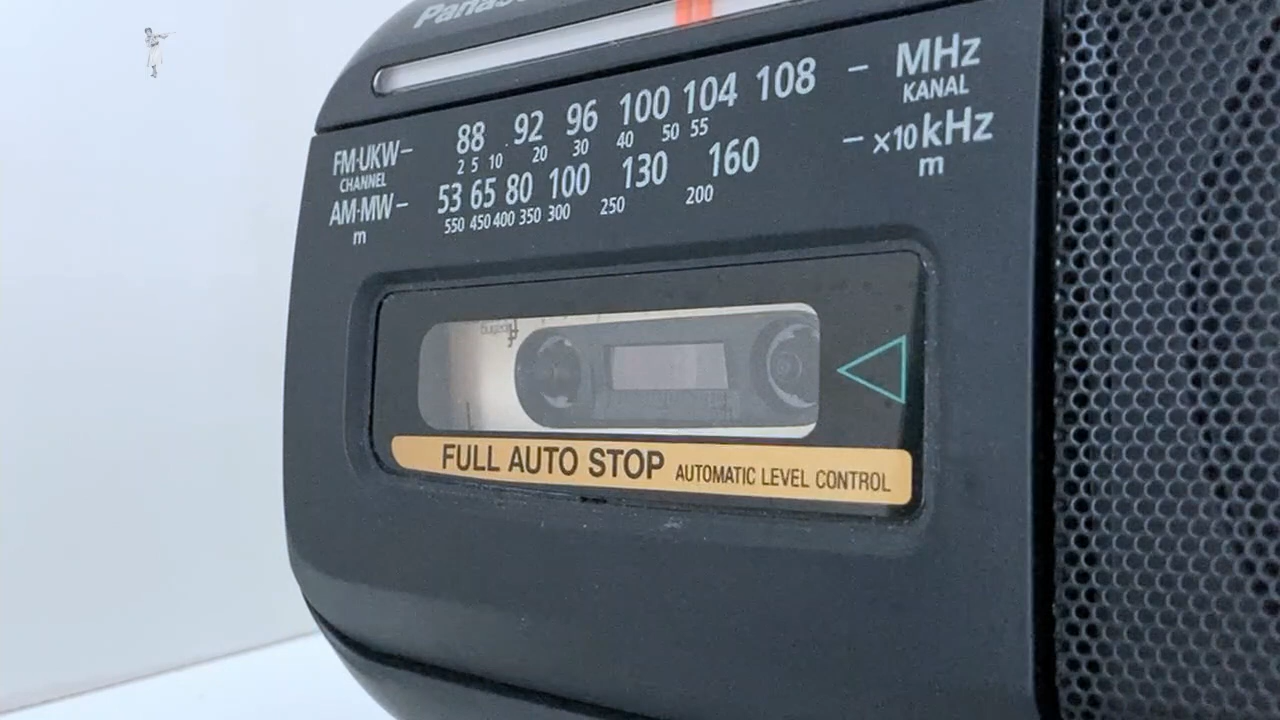 88 92 96 100 104 108 – MHz
KANAL
FM·UKW–
2 5 10 20 30 40 50 55
CHANNEL
– ×10 kHz
m
AM·MW– 53 65 80 100 130 160
m
550 450 400 350 300 250 200
FULL AUTO STOP AUTOMATIC LEVEL CONTROL